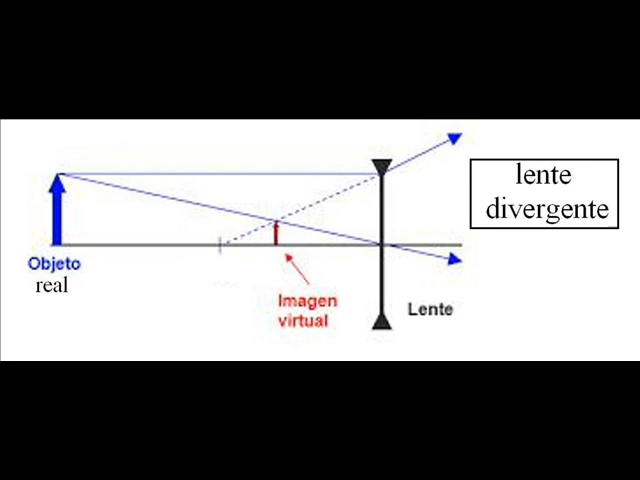 lente
divergente
Objeto
real
Imagen
virtual
Lente